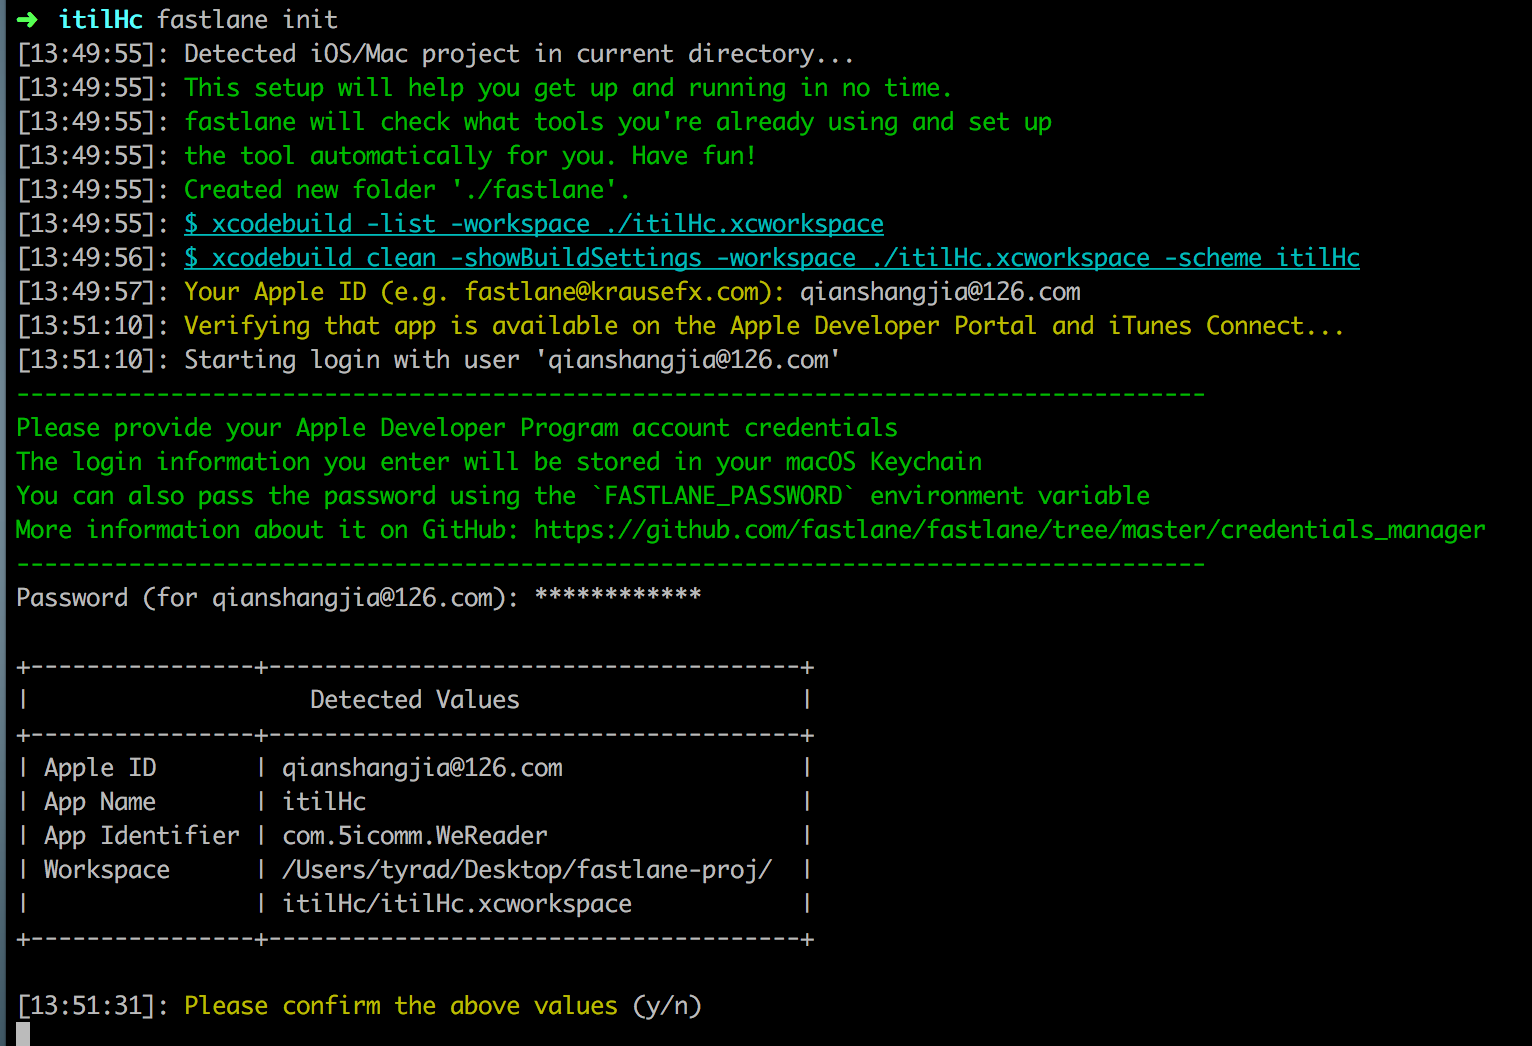 ➜  itilHc fastlane init
[13:49:55]: Detected iOS/Mac project in current directory...
[13:49:55]: This setup will help you get up and running in no time.
[13:49:55]: fastlane will check what tools you're already using and set up
[13:49:55]: the tool automatically for you. Have fun!
[13:49:55]: Created new folder './fastlane'.
[13:49:55]: $ xcodebuild -list -workspace ./itilHc.xcworkspace
[13:49:56]: $ xcodebuild clean -showBuildSettings -workspace ./itilHc.xcworkspace -scheme itilHc
[13:49:57]: Your Apple ID (e.g. fastlane@krausefx.com): qianshangjia@126.com
[13:51:10]: Verifying that app is available on the Apple Developer Portal and iTunes Connect...
[13:51:10]: Starting login with user 'qianshangjia@126.com'
-------------------------------------------------------------------------------------
Please provide your Apple Developer Program account credentials
The login information you enter will be stored in your macOS Keychain
You can also pass the password using the `FASTLANE_PASSWORD` environment variable
More information about it on GitHub: https://github.com/fastlane/fastlane/tree/master/credentials_manager
-------------------------------------------------------------------------------------
Password (for qianshangjia@126.com): ************
+----------------+--------------------------------------+
|                    Detected Values                    |
+----------------+--------------------------------------+
| Apple ID       | qianshangjia@126.com                 |
| App Name       | itilHc                               |
| App Identifier | com.5icomm.WeReader                  |
| Workspace      | /Users/tyrad/Desktop/fastlane-proj/  |
|                | itilHc/itilHc.xcworkspace            |
+----------------+--------------------------------------+
[13:51:31]: Please confirm the above values (y/n)